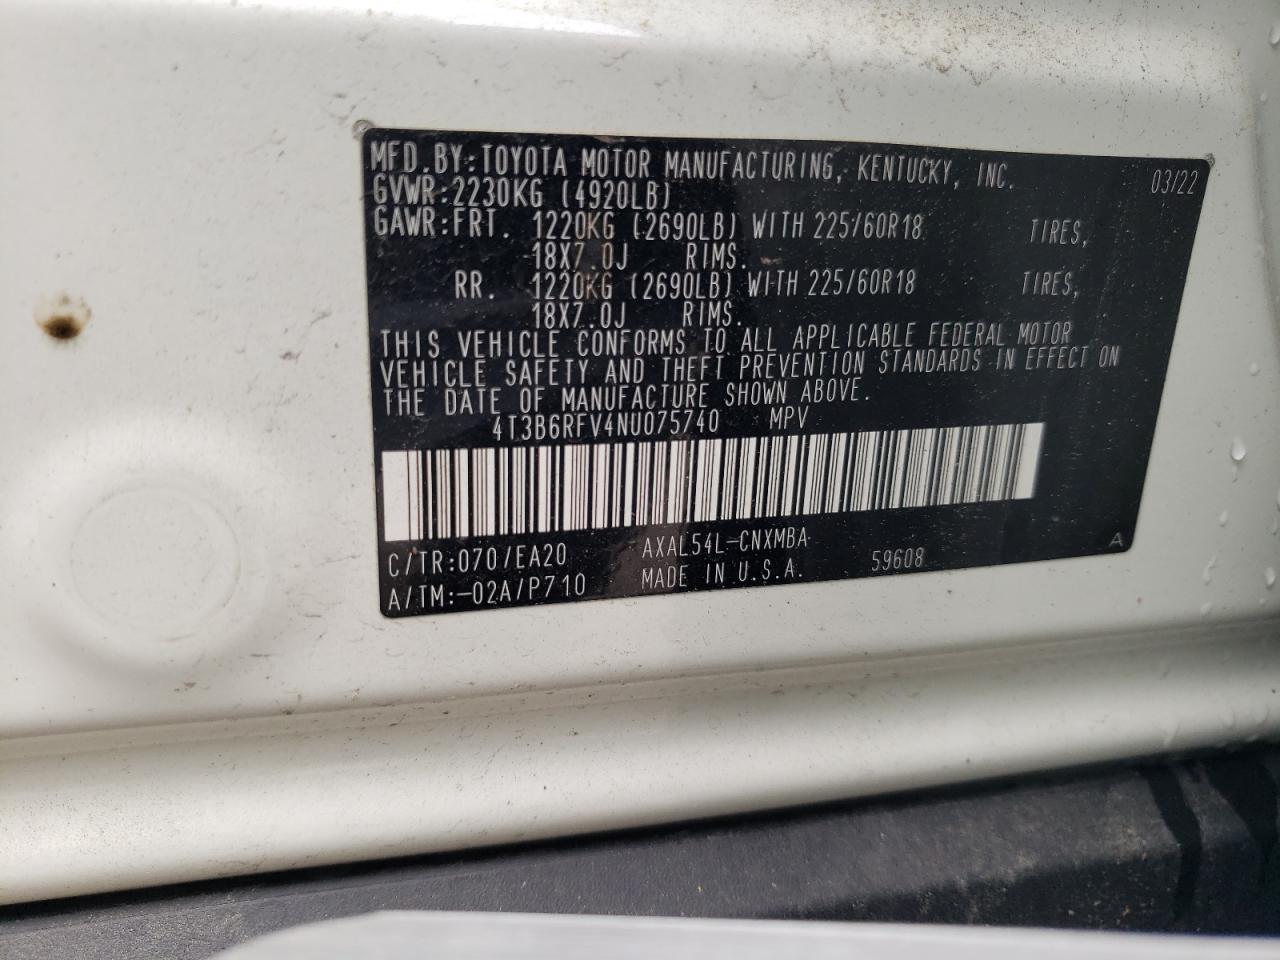 MFD.BY:TOYOTA MOTOR MANUFACTURING, KENTUCKY, INC. 03/22
GVWR:2230KG (4920LB)
GAWR:FRT. 1220KG (2690LB) WITH 225/60R18 TIRES,
18X7.0J RIMS.
RR. 1220KG (2690LB) WITH 225/60R18 TIRES,
18X7.0J RIMS.
THIS VEHICLE CONFORMS TO ALL APPLICABLE FEDERAL MOTOR
VEHICLE SAFETY AND THEFT PREVENTION STANDARDS IN EFFECT ON
THE DATE OF MANUFACTURE SHOWN ABOVE.
4T3B6RFV4NU075740 MPV
C/TR:070/EA20 AXAL54L-CNXMBA
A/TM:-02A/P710 MADE IN U.S.A. 59608 A